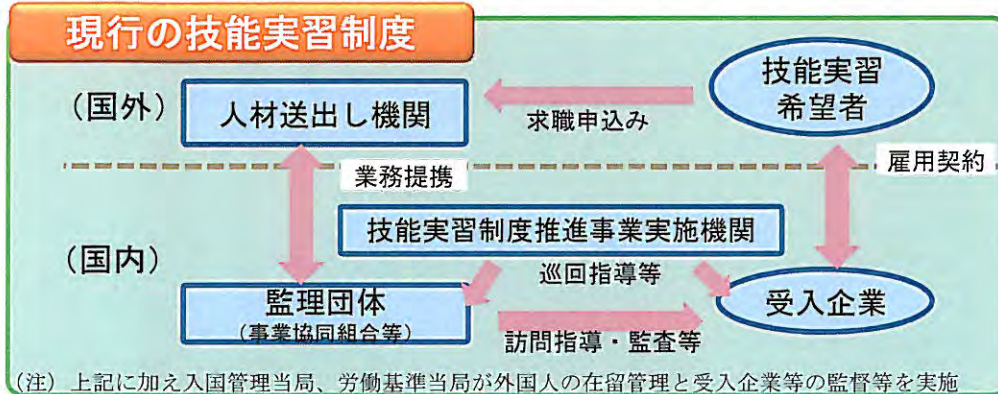 現行の技能実習制度
(国外)
人材送出し機関
求職申込み
技能実習
希望者
業務提携
雇用契約
(国内)
技能実習制度推進事業実施機関
巡回指導等
監理団体
(事業協同組合等)
訪問指導・監査等
受入企業
(注) 上記に加え入国管理当局、労働基準当局が外国人の在留管理と受入企業等の監督等を実施